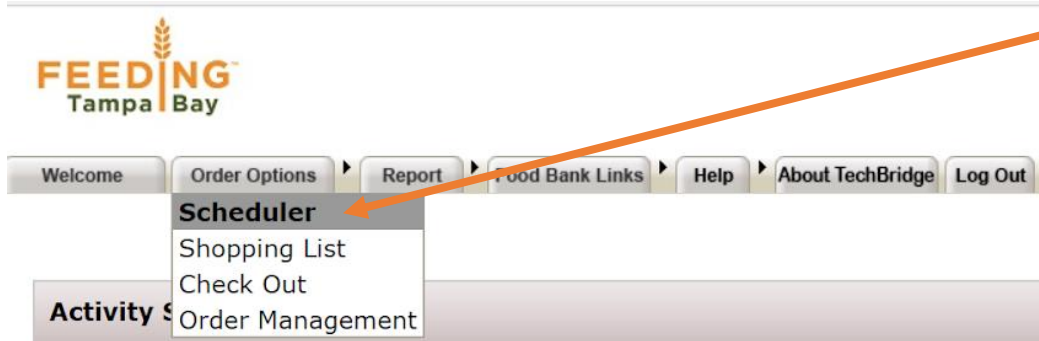 FEEDING
Tampa Bay
Welcome Order Options Report Food Bank Links Help About TechBridge Log Out
Scheduler
Shopping List
Check Out
Activity
Order Management